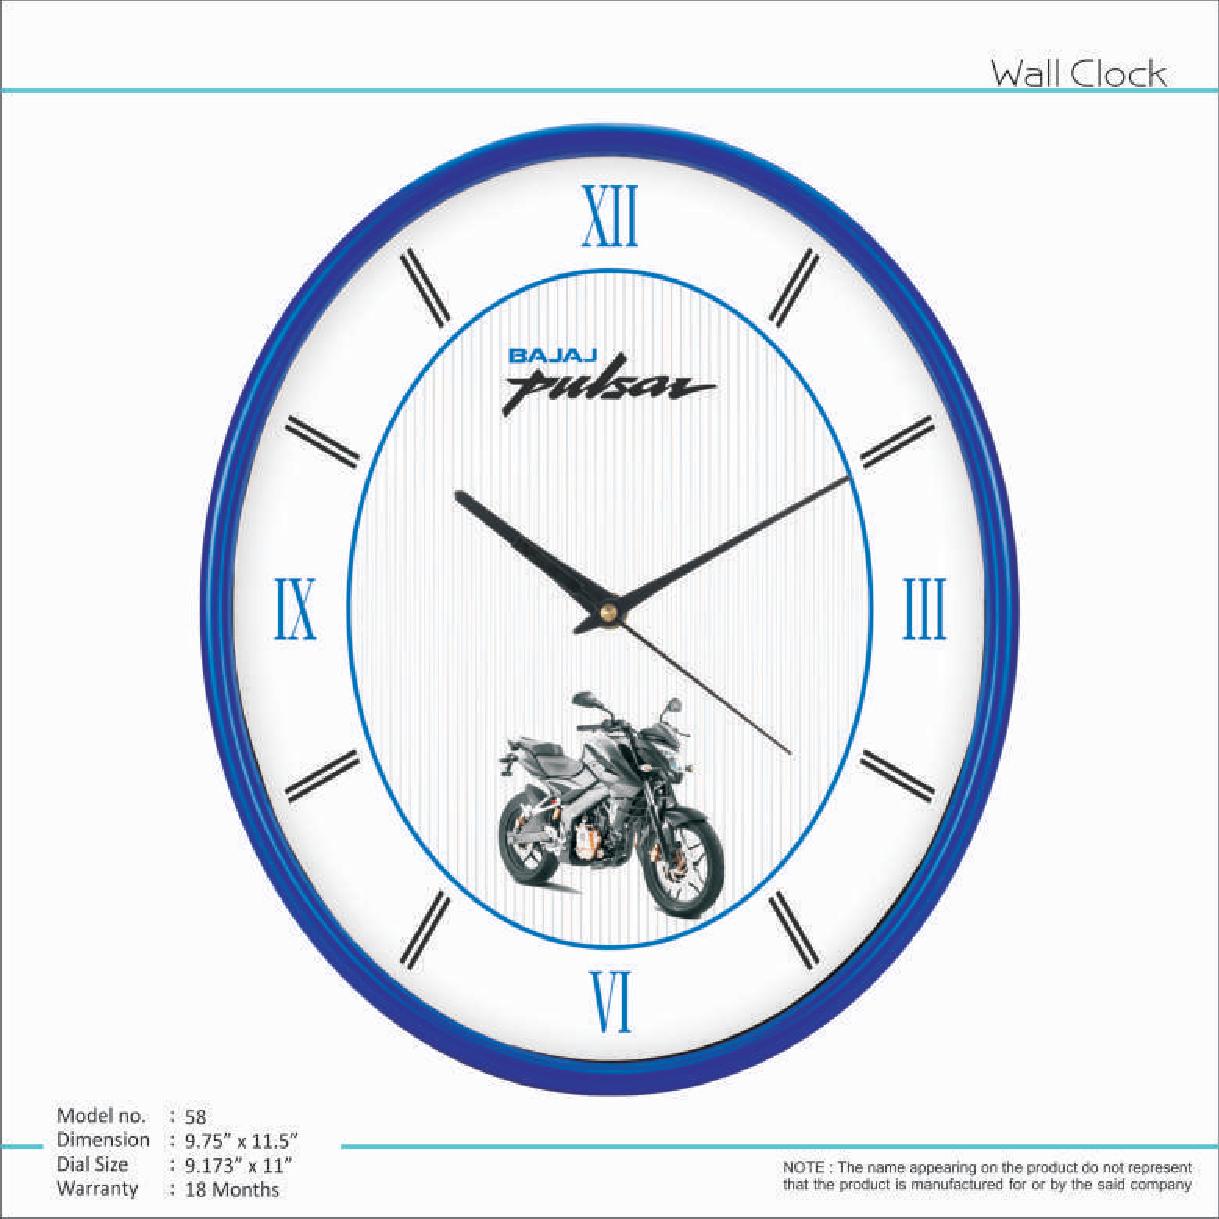 Wall Clock
XII
BAJAJ
pulsar
IX
III
VI
Model no. : 58
Dimension : 9.75” x 11.5”
Dial Size : 9.173” x 11”
Warranty : 18 Months
NOTE : The name appearing on the product do not represent
that the product is manufactured for or by the said company